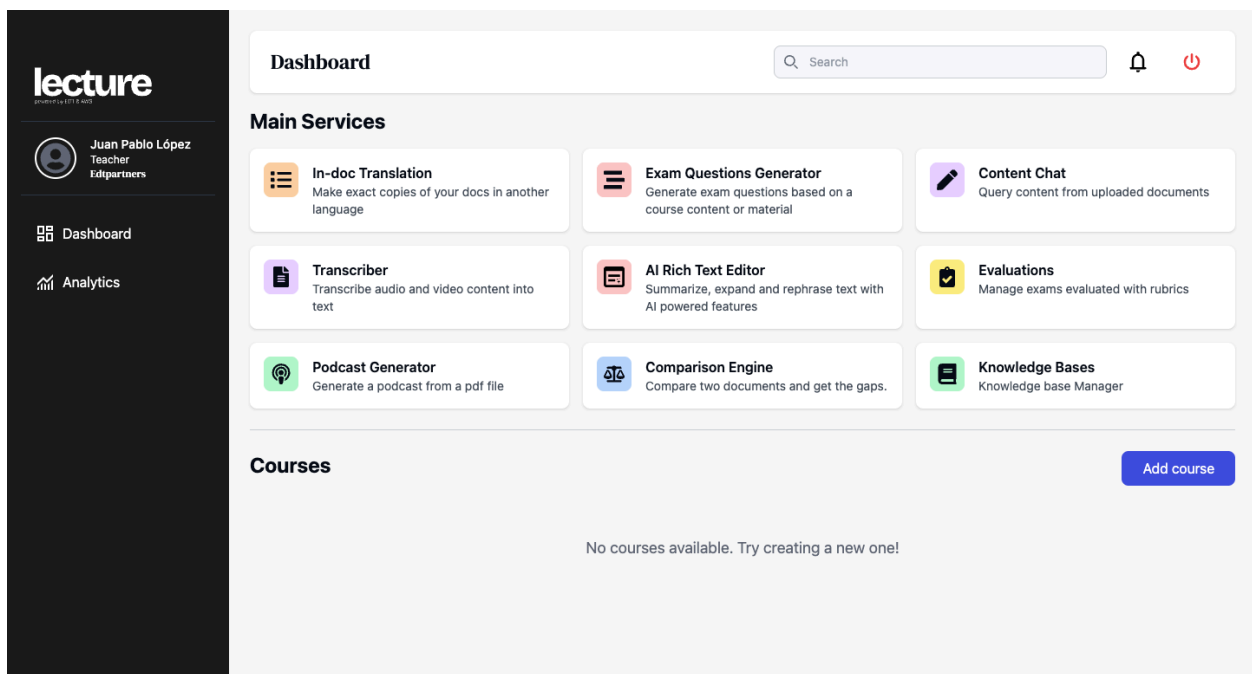 lecture
powered by EDT & AWS
Juan Pablo López
Teacher
Edtpartners
Dashboard
Analytics
Dashboard
Search
Main Services
In-doc Translation
Make exact copies of your docs in another
language
Exam Questions Generator
Generate exam questions based on a
course content or material
Content Chat
Query content from uploaded documents
Transcriber
Transcribe audio and video content into
text
AI Rich Text Editor
Summarize, expand and rephrase text with
AI powered features
Evaluations
Manage exams evaluated with rubrics
Podcast Generator
Generate a podcast from a pdf file
Comparison Engine
Compare two documents and get the gaps.
Knowledge Bases
Knowledge base Manager
Courses
Add course
No courses available. Try creating a new one!